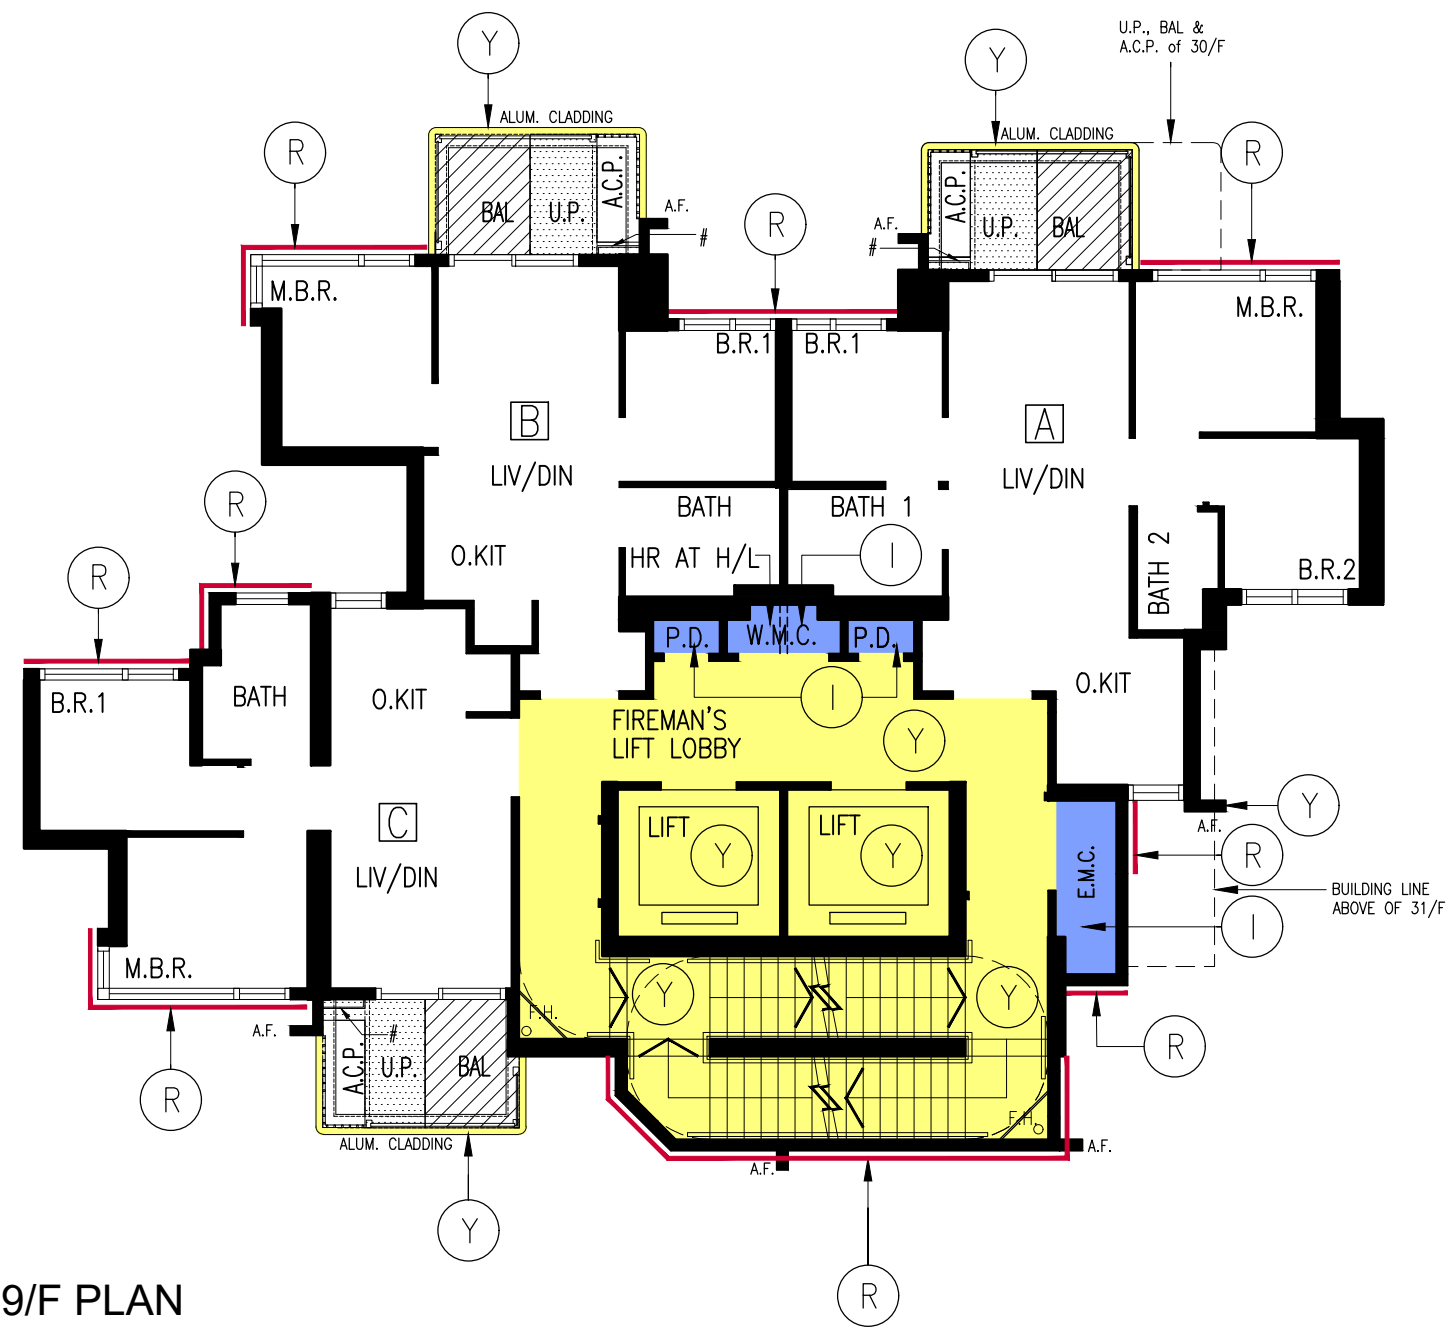 U.P., BAL &
A.C.P. of 30/F
Y
Y
ALUM. CLADDING
ALUM. CLADDING
R
R
BAL
U.P.
A.C.P.
A.F.
#
R
A.F.
#
A.C.P.
U.P.
BAL
M.B.R.
M.B.R.
B.R.1
B.R.1
B
A
LIV/DIN
LIV/DIN
R
BATH
BATH 1
O.KIT
HR AT H/L
I
BATH 2
B.R.2
R
P.D.
W.M.C.
P.D.
B.R.1
BATH
O.KIT
I
O.KIT
FIREMAN'S
LIFT LOBBY
Y
C
LIFT
Y
LIFT
Y
Y
A.F.
R
E.M.C.
LIV/DIN
BUILDING LINE
ABOVE OF 31/F
I
M.B.R.
Y
Y
A.F.
F.H.
#
A.C.P.
U.P.
BAL
R
R
F.H.
ALUM. CLADDING
A.F.
A.F.
Y
R
9/F PLAN